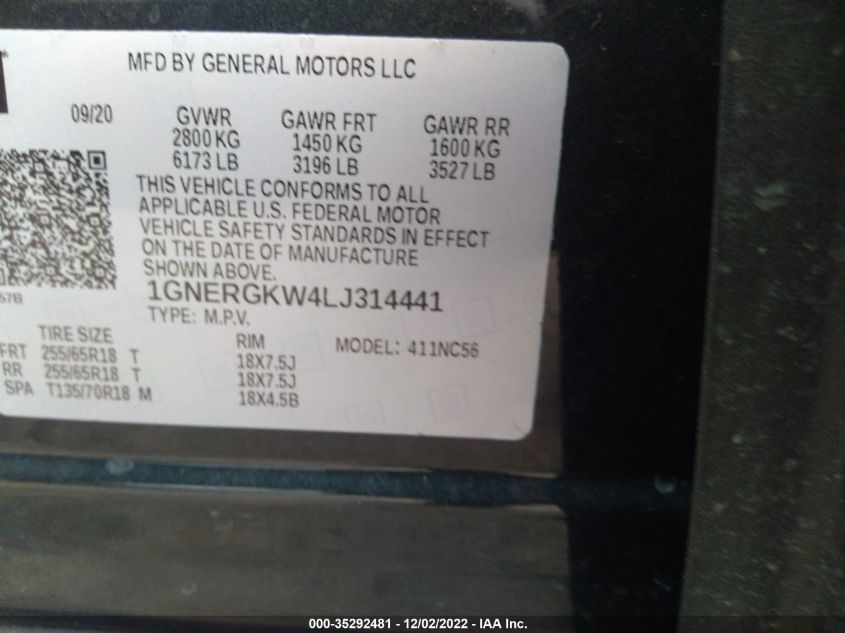 MFD BY GENERAL MOTORS LLC
09/20 GVWR GAWR FRT GAWR RR
2800 KG 1450 KG 1600 KG
6173 LB 3196 LB 3527 LB
THIS VEHICLE CONFORMS TO ALL
APPLICABLE U.S. FEDERAL MOTOR
VEHICLE SAFETY STANDARDS IN EFFECT
ON THE DATE OF MANUFACTURE
SHOWN ABOVE.
1GNERGKW4LJ314441
TYPE: M.P.V.
TIRE SIZE RIM MODEL: 411NC56
FRT 255/65R18 T 18X7.5J
RR 255/65R18 T 18X7.5J
SPA T135/70R18 M 18X4.5B
000-35292481 - 12/02/2022 - IAA Inc.